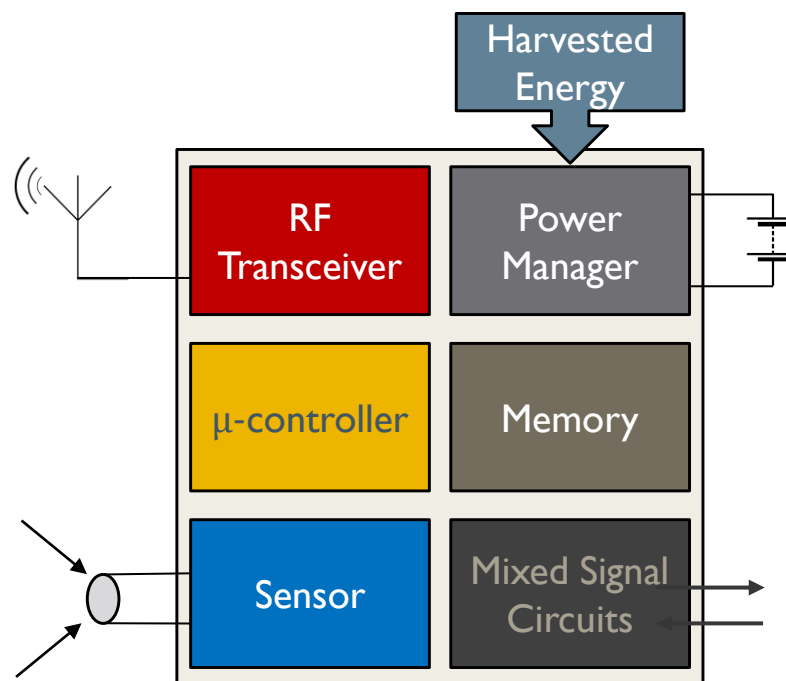 Harvested
Energy
RF
Transceiver
Power
Manager
μ-controller
Memory
Sensor
Mixed Signal
Circuits